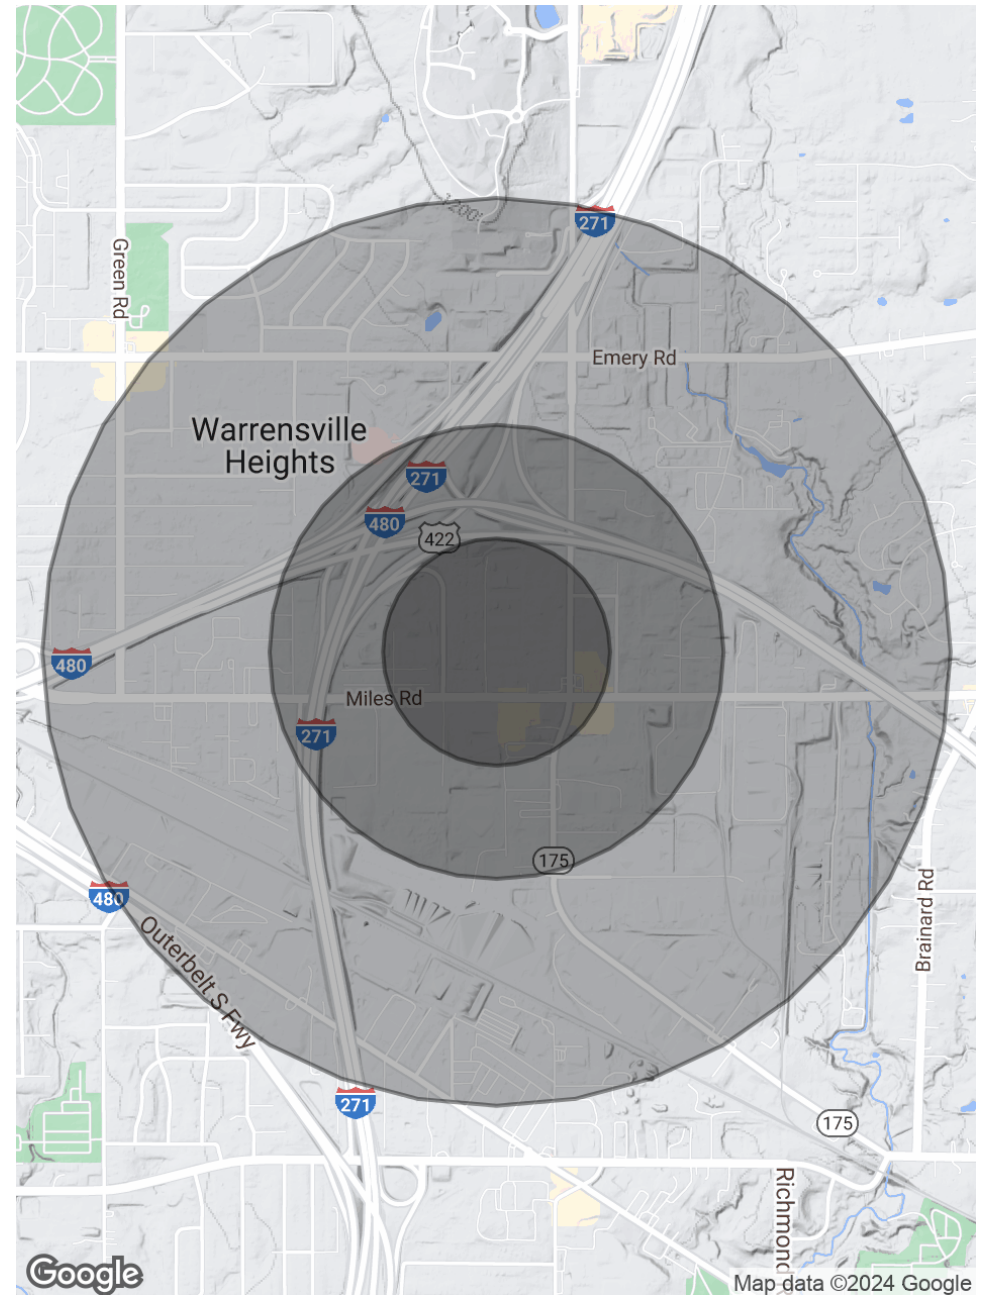 1200'
271
Green Rd
Emery Rd
Warrensville
Heights
271
480
422
480
Miles Rd
271
175
480
Outerbelt S Fwy
Brainard Rd
271
175
Richmond
Google
Map data ©2024 Google